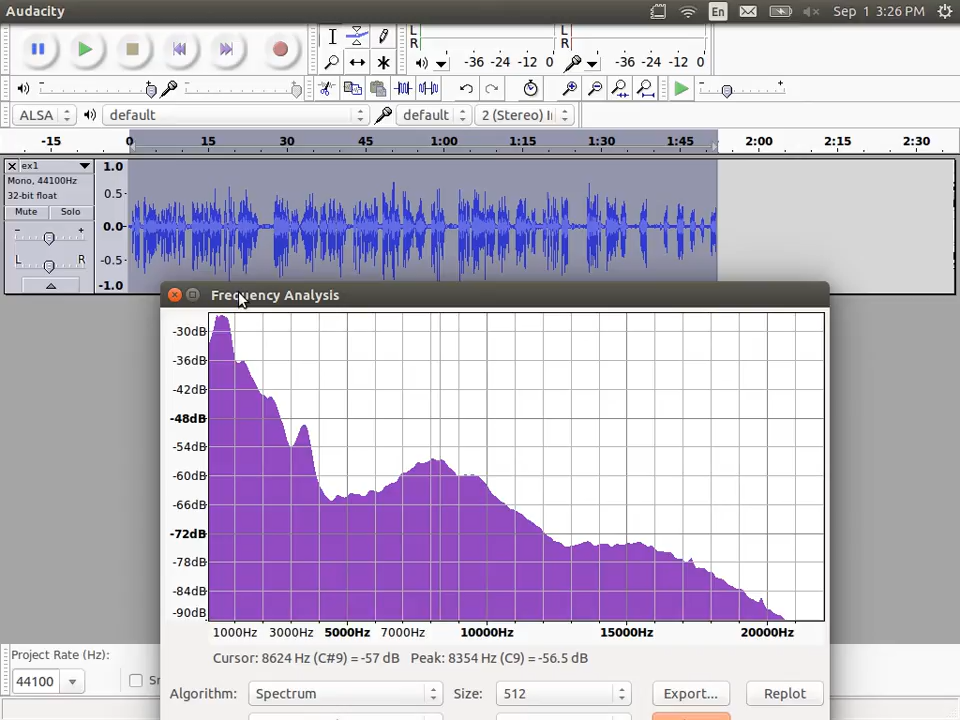 Audacity
En
Sep 1 3:26 PM
L
R
-36 -24 -12 0
L
R
-36 -24 -12 0
ALSA
default
default
2 (Stereo) I
-15 0 15 30 45 1:00 1:15 1:30 1:45 2:00 2:15 2:30
ex1
Mono, 44100Hz
32-bit float
Mute Solo
- +
L R
1.0
0.5
0.0
-0.5
-1.0
Frequency Analysis
-30dB
-36dB
-42dB
-48dB
-54dB
-60dB
-66dB
-72dB
-78dB
-84dB
-90dB
1000Hz 3000Hz 5000Hz 7000Hz 10000Hz 15000Hz 20000Hz
Cursor: 8624 Hz (C#9) = -57 dB Peak: 8354 Hz (C9) = -56.5 dB
Algorithm: Spectrum Size: 512 Export... Replot
Project Rate (Hz):
44100
Sn